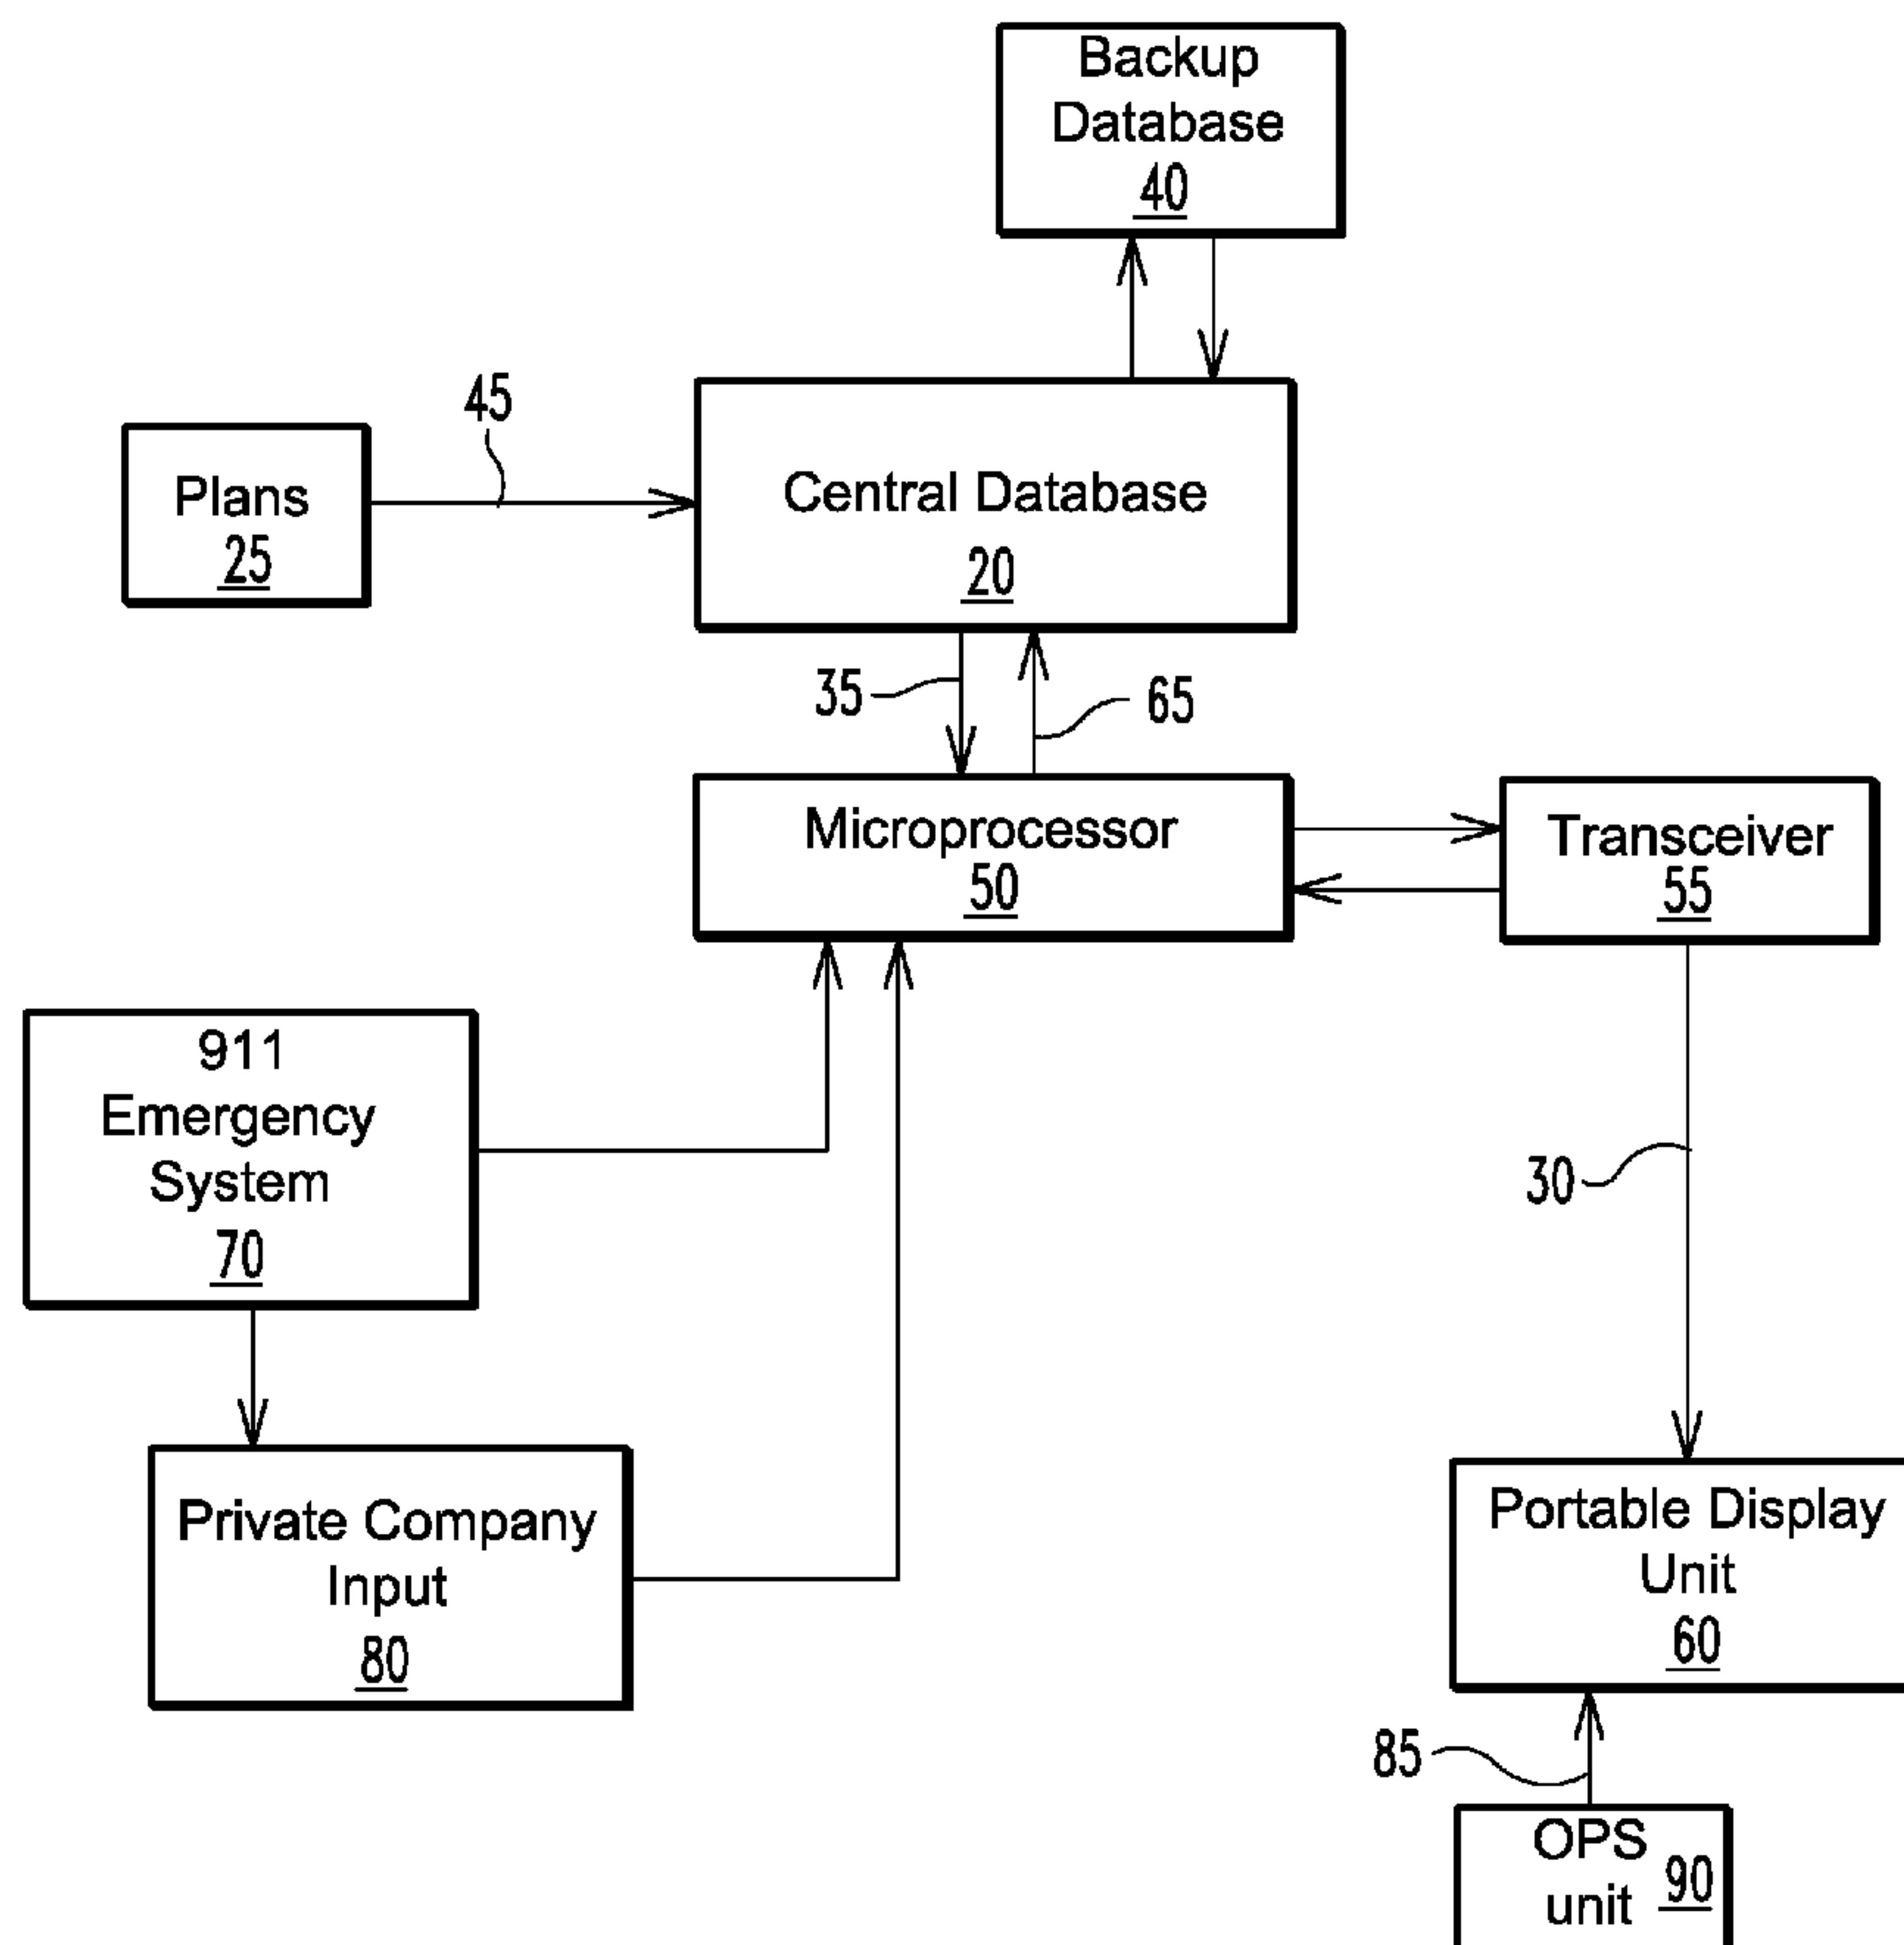 Backup
Database
40
45
Plans
25
Central Database
20
35
65
Microprocessor
50
Transceiver
55
911
Emergency
System
70
30
Private Company
Input
80
Portable Display
Unit
60
85
OPS
unit 90